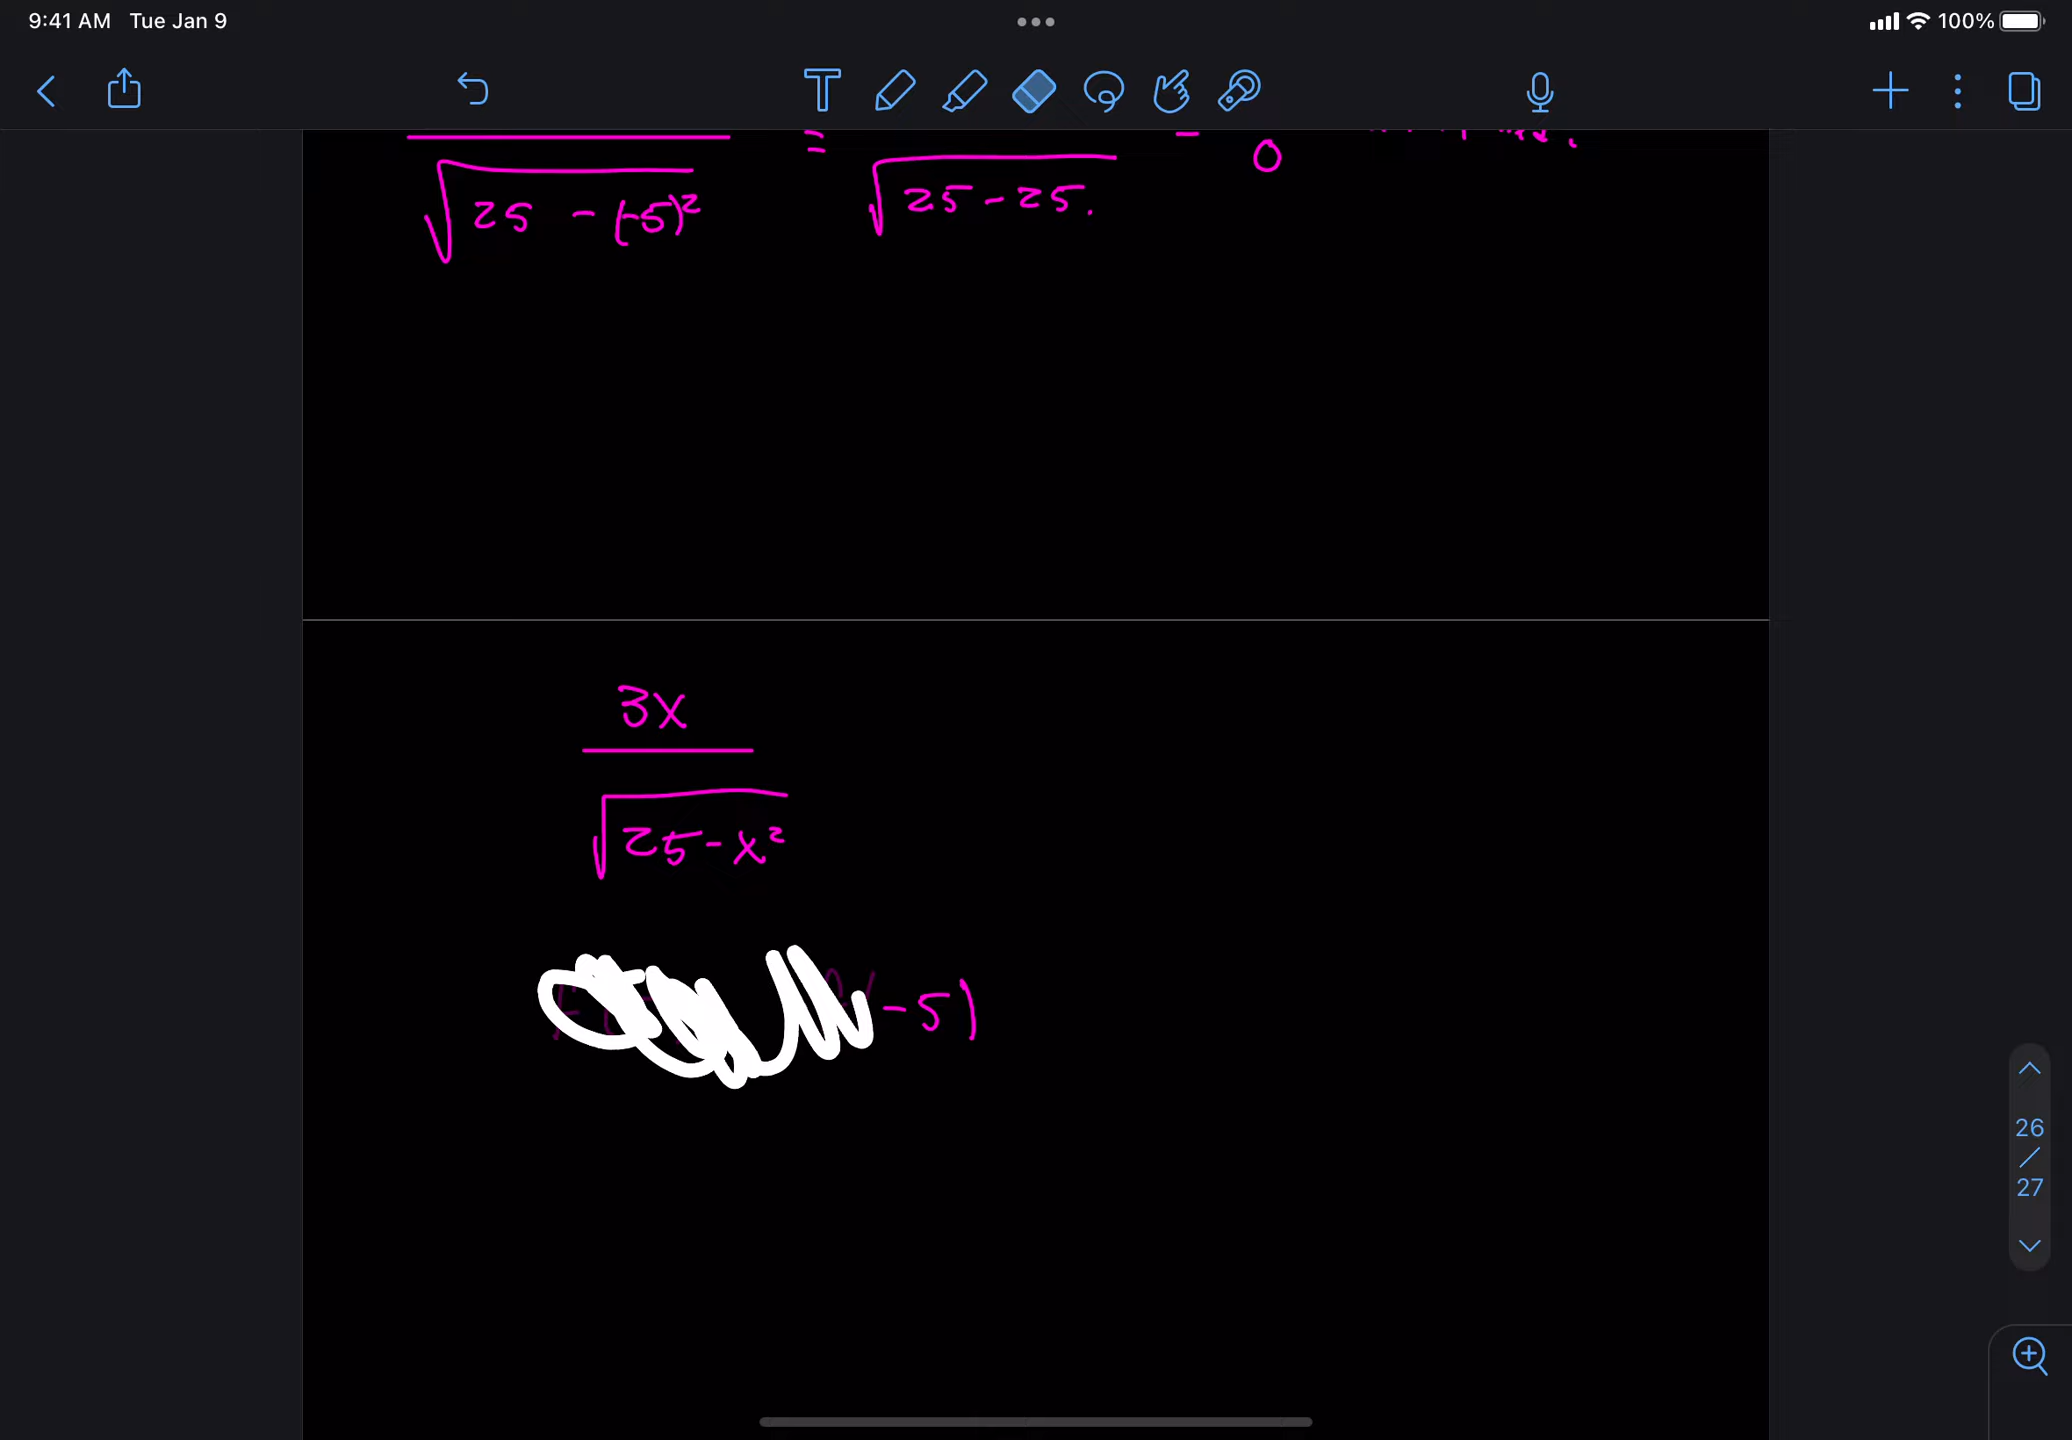 9:41 AM Tue Jan 9
100%
= =
√25 - (-5)² √25 - 25. 0
3x
√25 - x²
- 5)
26
/
27